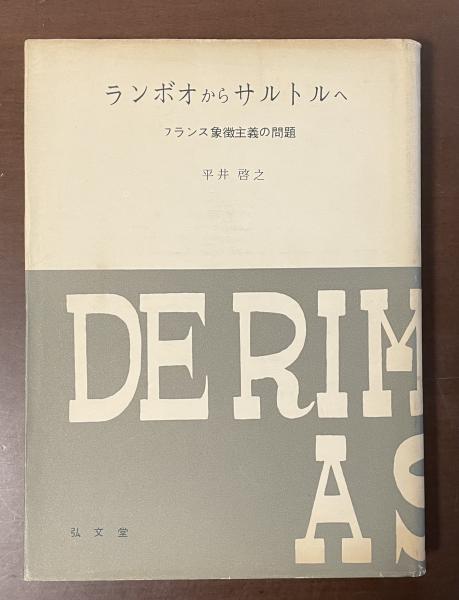 ランボオからサルトルへ
フランス象徴主義の問題
平井 啓之
DE RIM
AS
弘文堂